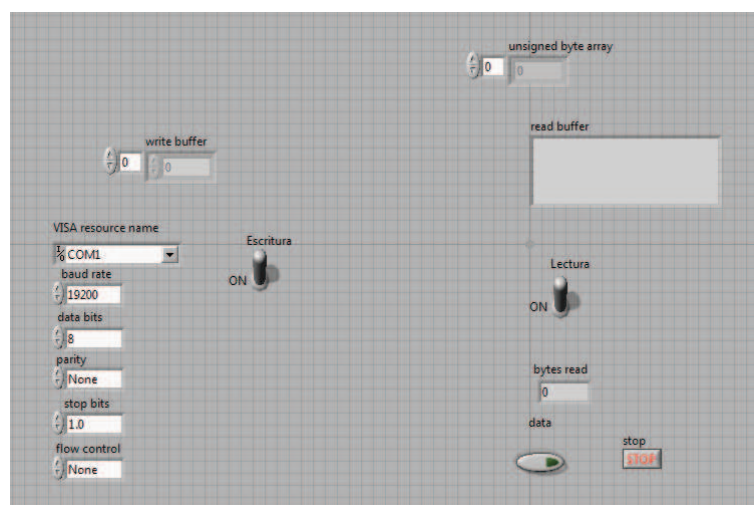 unsigned byte array
0
0
write buffer
0
0
read buffer
VISA resource name
COM1
baud rate
19200
data bits
8
parity
None
stop bits
1.0
flow control
None
Escritura
ON
Lectura
ON
bytes read
0
data
stop
STOP